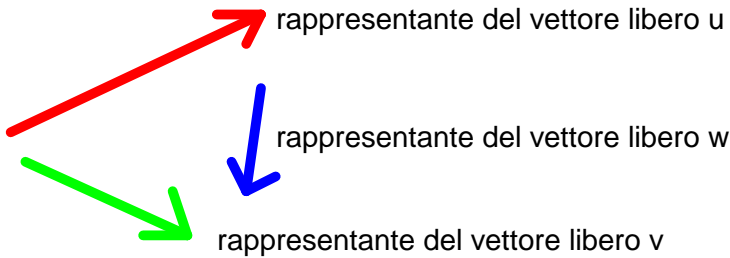 rappresentante del vettore libero u
rappresentante del vettore libero w
rappresentante del vettore libero v